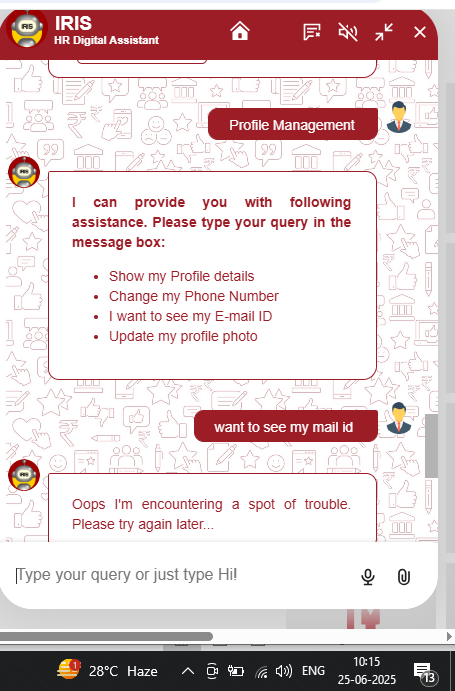 IRIS
HR Digital Assistant
Profile Management
I can provide you with following
assistance. Please type your query in the
message box:
• Show my Profile details
• Change my Phone Number
• I want to see my E-mail ID
• Update my profile photo
want to see my mail id
Oops I'm encountering a spot of trouble.
Please try again later...
Type your query or just type Hi!
1
28°C Haze
ENG
10:15
25-06-2025
13